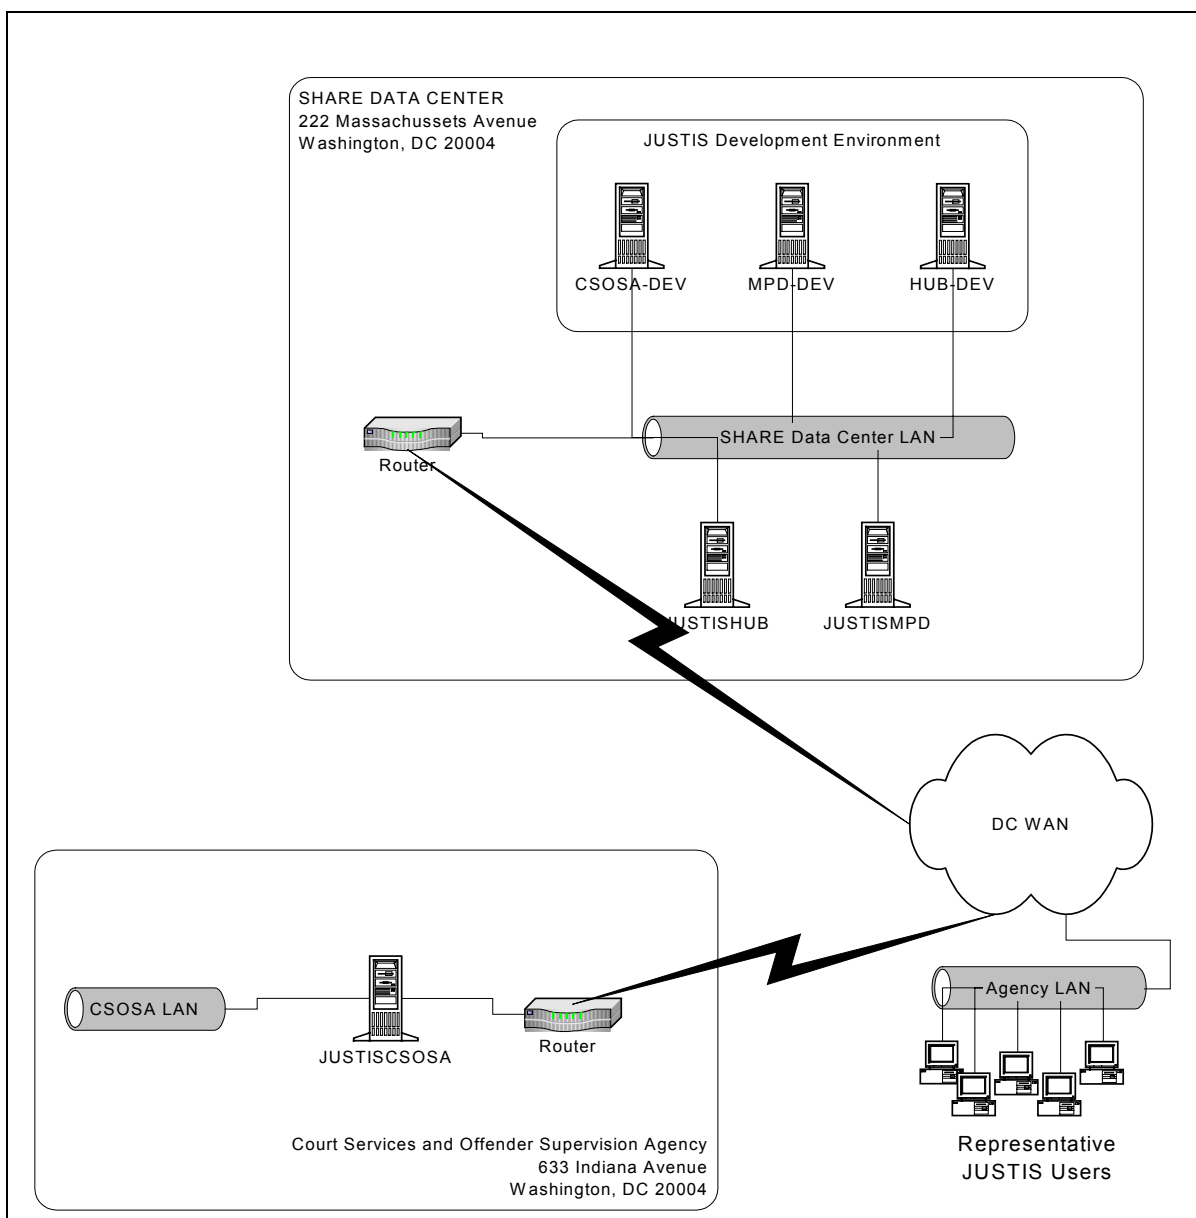 SHARE DATA CENTER
222 Massachussets Avenue
Washington, DC 20004
JUSTIS Development Environment
CSOSA-DEV
MPD-DEV
HUB-DEV
SHARE Data Center LAN
Router
JUSTISHUB
JUSTISMPD
DC WAN
CSOSA LAN
JUSTISCSOSA
Router
Agency LAN
Court Services and Offender Supervision Agency
633 Indiana Avenue
Washington, DC 20004
Representative
JUSTIS Users